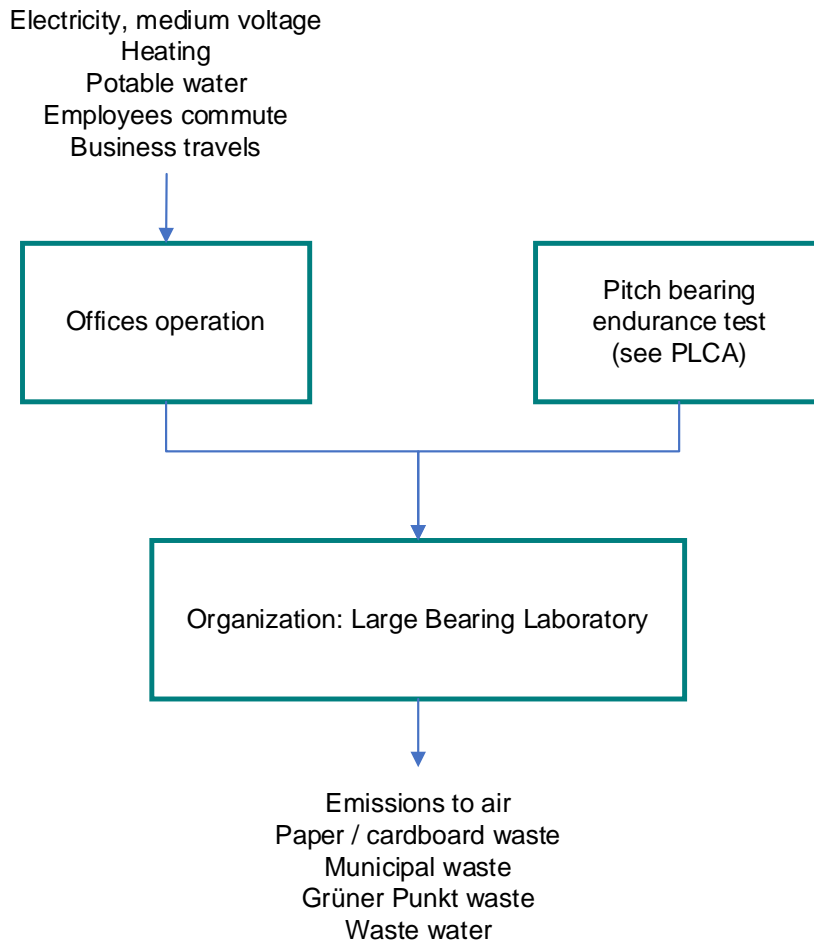 Electricity, medium voltage
Heating
Potable water
Employees commute
Business travels
Offices operation
Pitch bearing
endurance test
(see PLCA)
Organization: Large Bearing Laboratory
Emissions to air
Paper / cardboard waste
Municipal waste
Grüner Punkt waste
Waste water